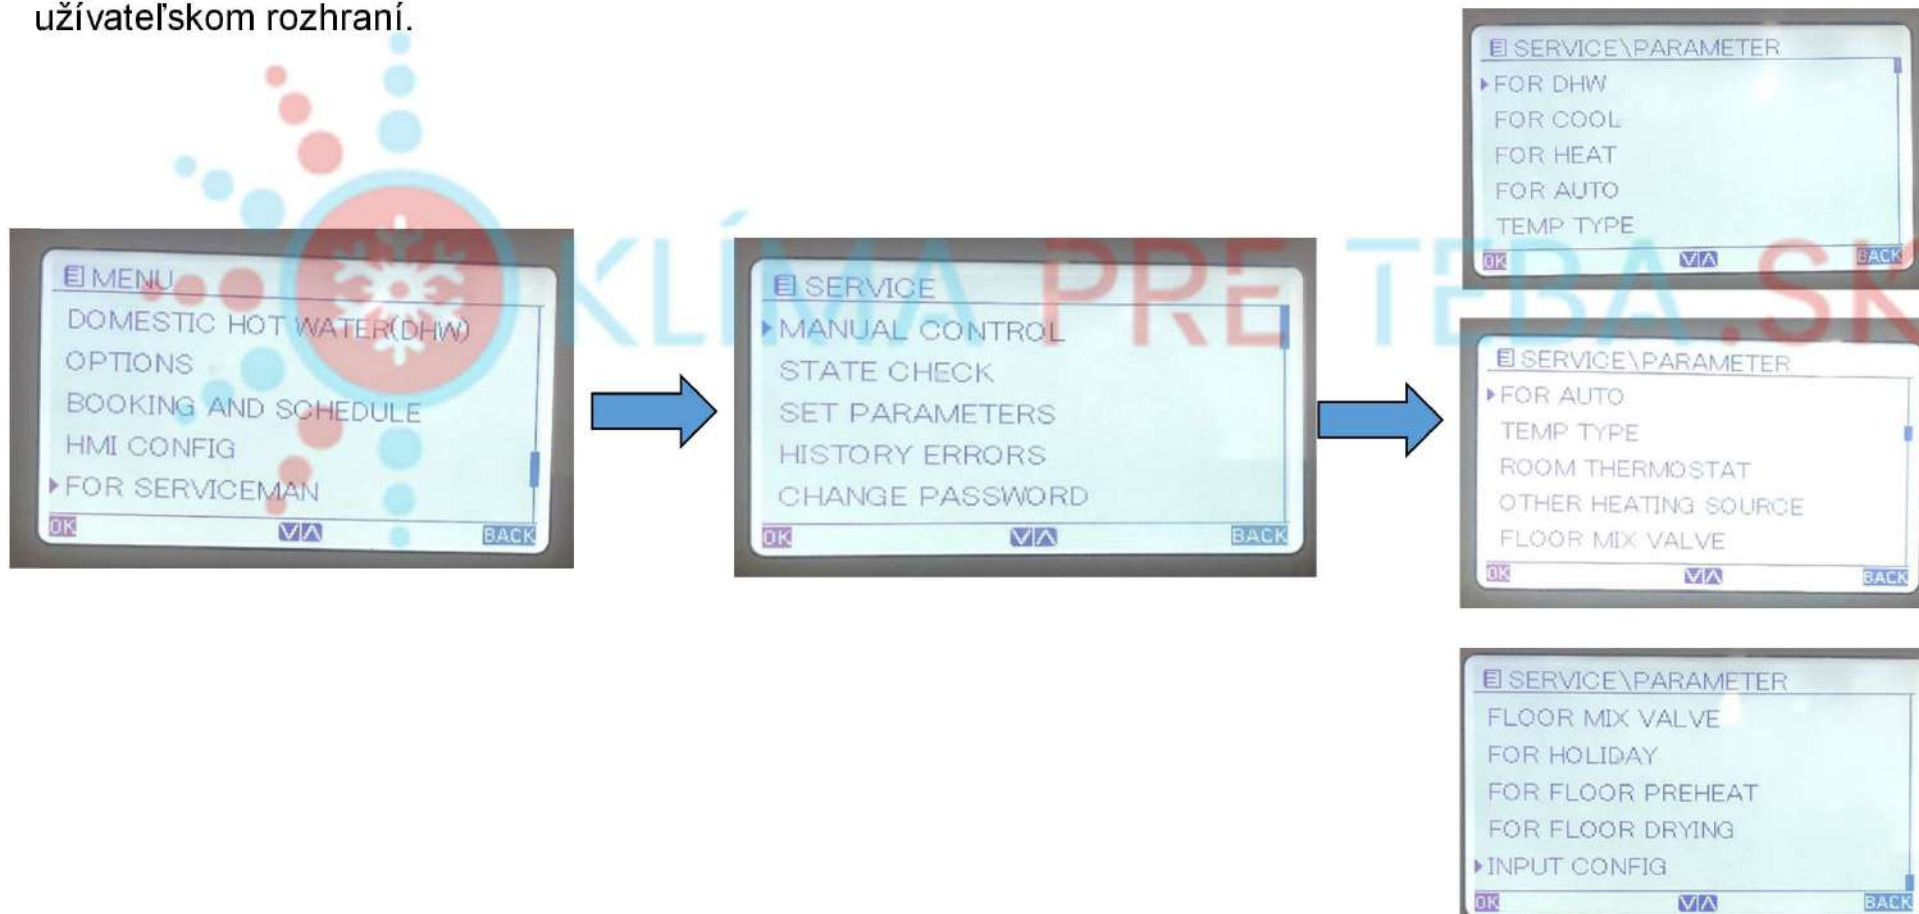 užívateľskom rozhraní.
MENU
DOMESTIC HOT WATER(DHW)
OPTIONS
BOOKING AND SCHEDULE
HMI CONFIG
FOR SERVICEMAN
OK BACK
SERVICE
MANUAL CONTROL
STATE CHECK
SET PARAMETERS
HISTORY ERRORS
CHANGE PASSWORD
OK BACK
SERVICE\PARAMETER
FOR DHW
FOR COOL
FOR HEAT
FOR AUTO
TEMP TYPE
OK BACK
SERVICE\PARAMETER
FOR AUTO
TEMP TYPE
ROOM THERMOSTAT
OTHER HEATING SOURCE
FLOOR MIX VALVE
OK BACK
SERVICE\PARAMETER
FLOOR MIX VALVE
FOR HOLIDAY
FOR FLOOR PREHEAT
FOR FLOOR DRYING
INPUT CONFIG
OK BACK
KLÍMA PRE TEBA.SK